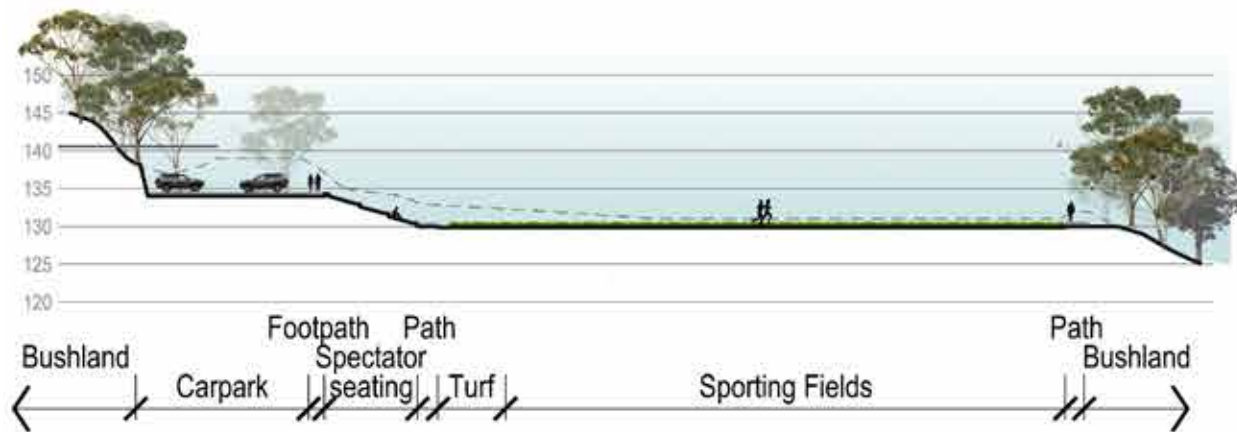 150
145
140
135
130
125
120
Footpath Path Path
Bushland Spectator Bushland
Carpark seating Turf Sporting Fields